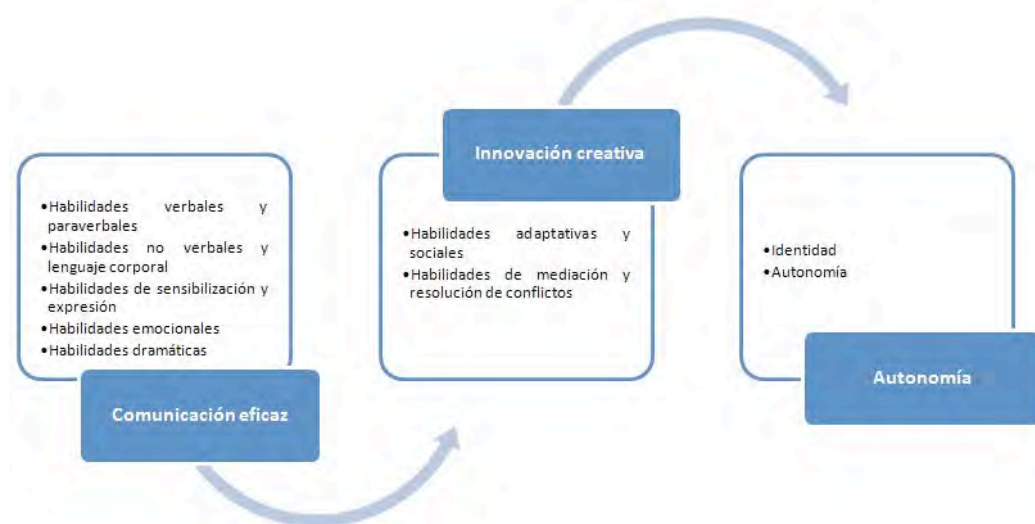 •Habilidades verbales y
paraverbales
•Habilidades no verbales y
lenguaje corporal
•Habilidades de sensibilización y
expresión
•Habilidades emocionales
•Habilidades dramáticas
Comunicación eficaz
Innovación creativa
•Habilidades adaptativas y
sociales
•Habilidades de mediación y
resolución de conflictos
•Identidad
•Autonomía
Autonomía